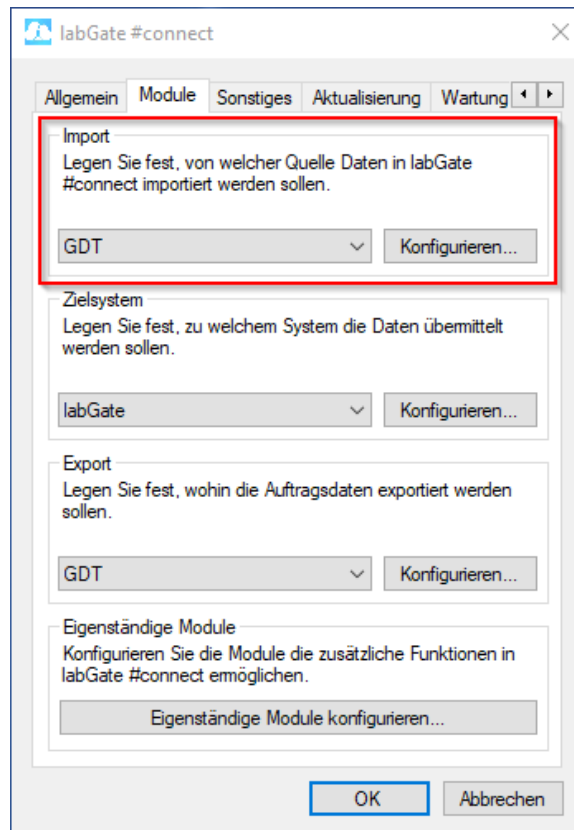 labGate #connect
Allgemein Module Sonstiges Aktualisierung Wartung
Import
Legen Sie fest, von welcher Quelle Daten in labGate
#connect importiert werden sollen.
GDT Konfigurieren...
Zielsystem
Legen Sie fest, zu welchem System die Daten übermittelt
werden sollen.
labGate Konfigurieren...
Export
Legen Sie fest, wohin die Auftragsdaten exportiert werden
sollen.
GDT Konfigurieren...
Eigenständige Module
Konfigurieren Sie die Module die zusätzliche Funktionen in
labGate #connect ermöglichen.
Eigenständige Module konfigurieren...
OK Abbrechen